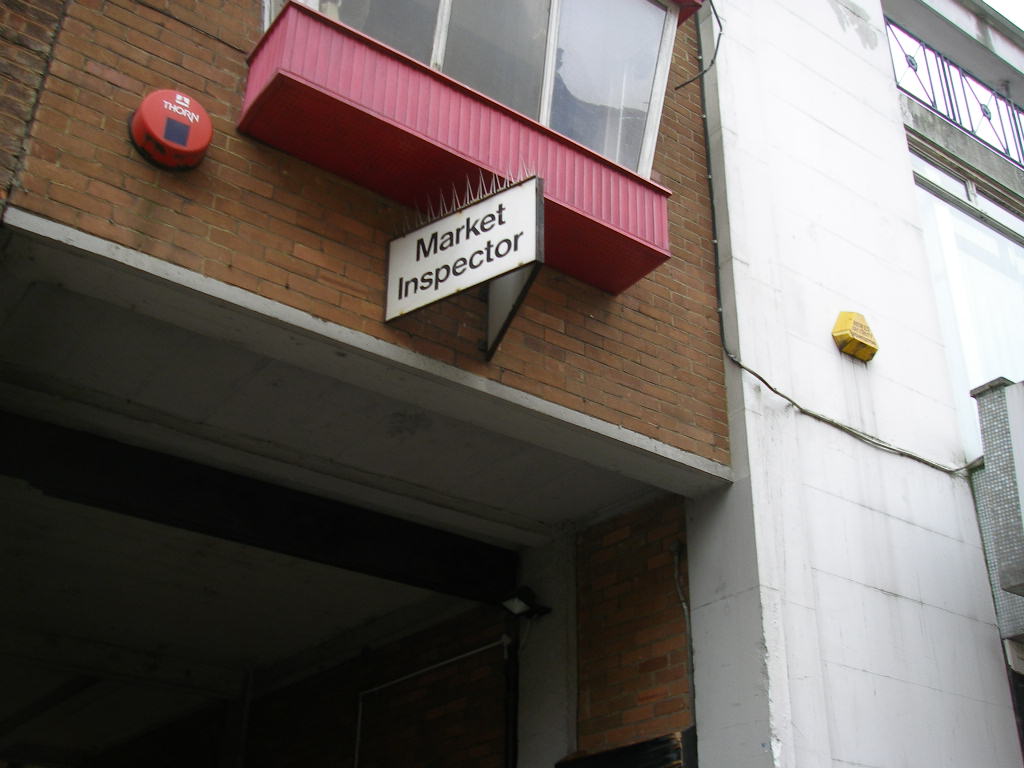 THORN
Market
Inspector